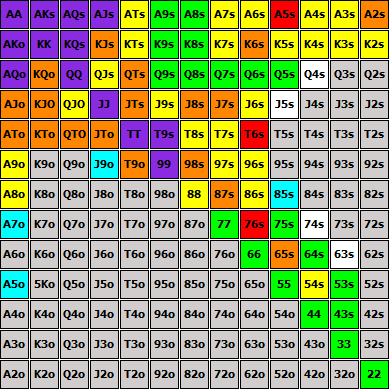 AA AKs AQs AJs ATs A9s A8s A7s A6s A5s A4s A3s A2s
AKo KK KQs KJs KTs K9s K8s K7s K6s K5s K4s K3s K2s
AQo KQo QQ QJs QTs Q9s Q8s Q7s Q6s Q5s Q4s Q3s Q2s
AJo KJO QJO JJ JTs J9s J8s J7s J6s J5s J4s J3s J2s
ATo KTo QTO JTo TT T9s T8s T7s T6s T5s T4s T3s T2s
A9o K9o Q9o J9o T9o 99 98s 97s 96s 95s 94s 93s 92s
A8o K8o Q8o J8o T8o 98o 88 87s 86s 85s 84s 83s 82s
A7o K7o Q7o J7o T7o 97o 87o 77 76s 75s 74s 73s 72s
A6o K6o Q6o J6o T6o 96o 86o 76o 66 65s 64s 63s 62s
A5o 5Ko Q5o J5o T5o 95o 85o 75o 65o 55 54s 53s 52s
A4o K4o Q4o J4o T4o 94o 84o 74o 64o 54o 44 43s 42s
A3o K3o Q3o J3o T3o 93o 83o 73o 63o 53o 43o 33 32s
A2o K2o Q2o J2o T2o 92o 82o 72o 62o 52o 42o 32o 22